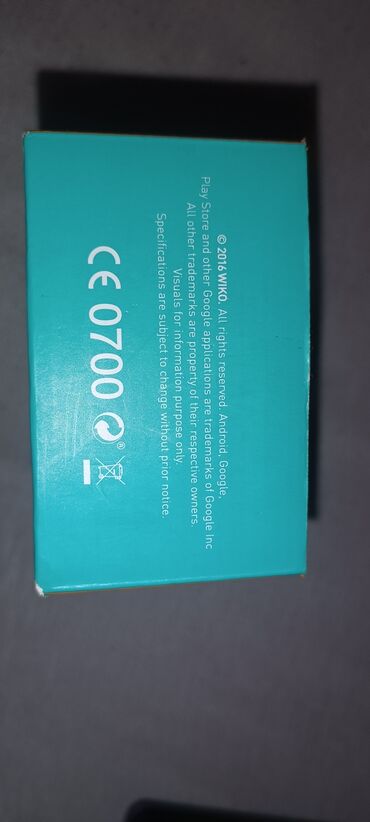 © 2016 WIKO. All rights reserved. Android, Google,
Play Store and other Google applications are trademarks of Google Inc
All other trademarks are property of their respective owners.
Visuals for information purpose only.
Specifications are subject to change without prior notice.
CE 0700 ®